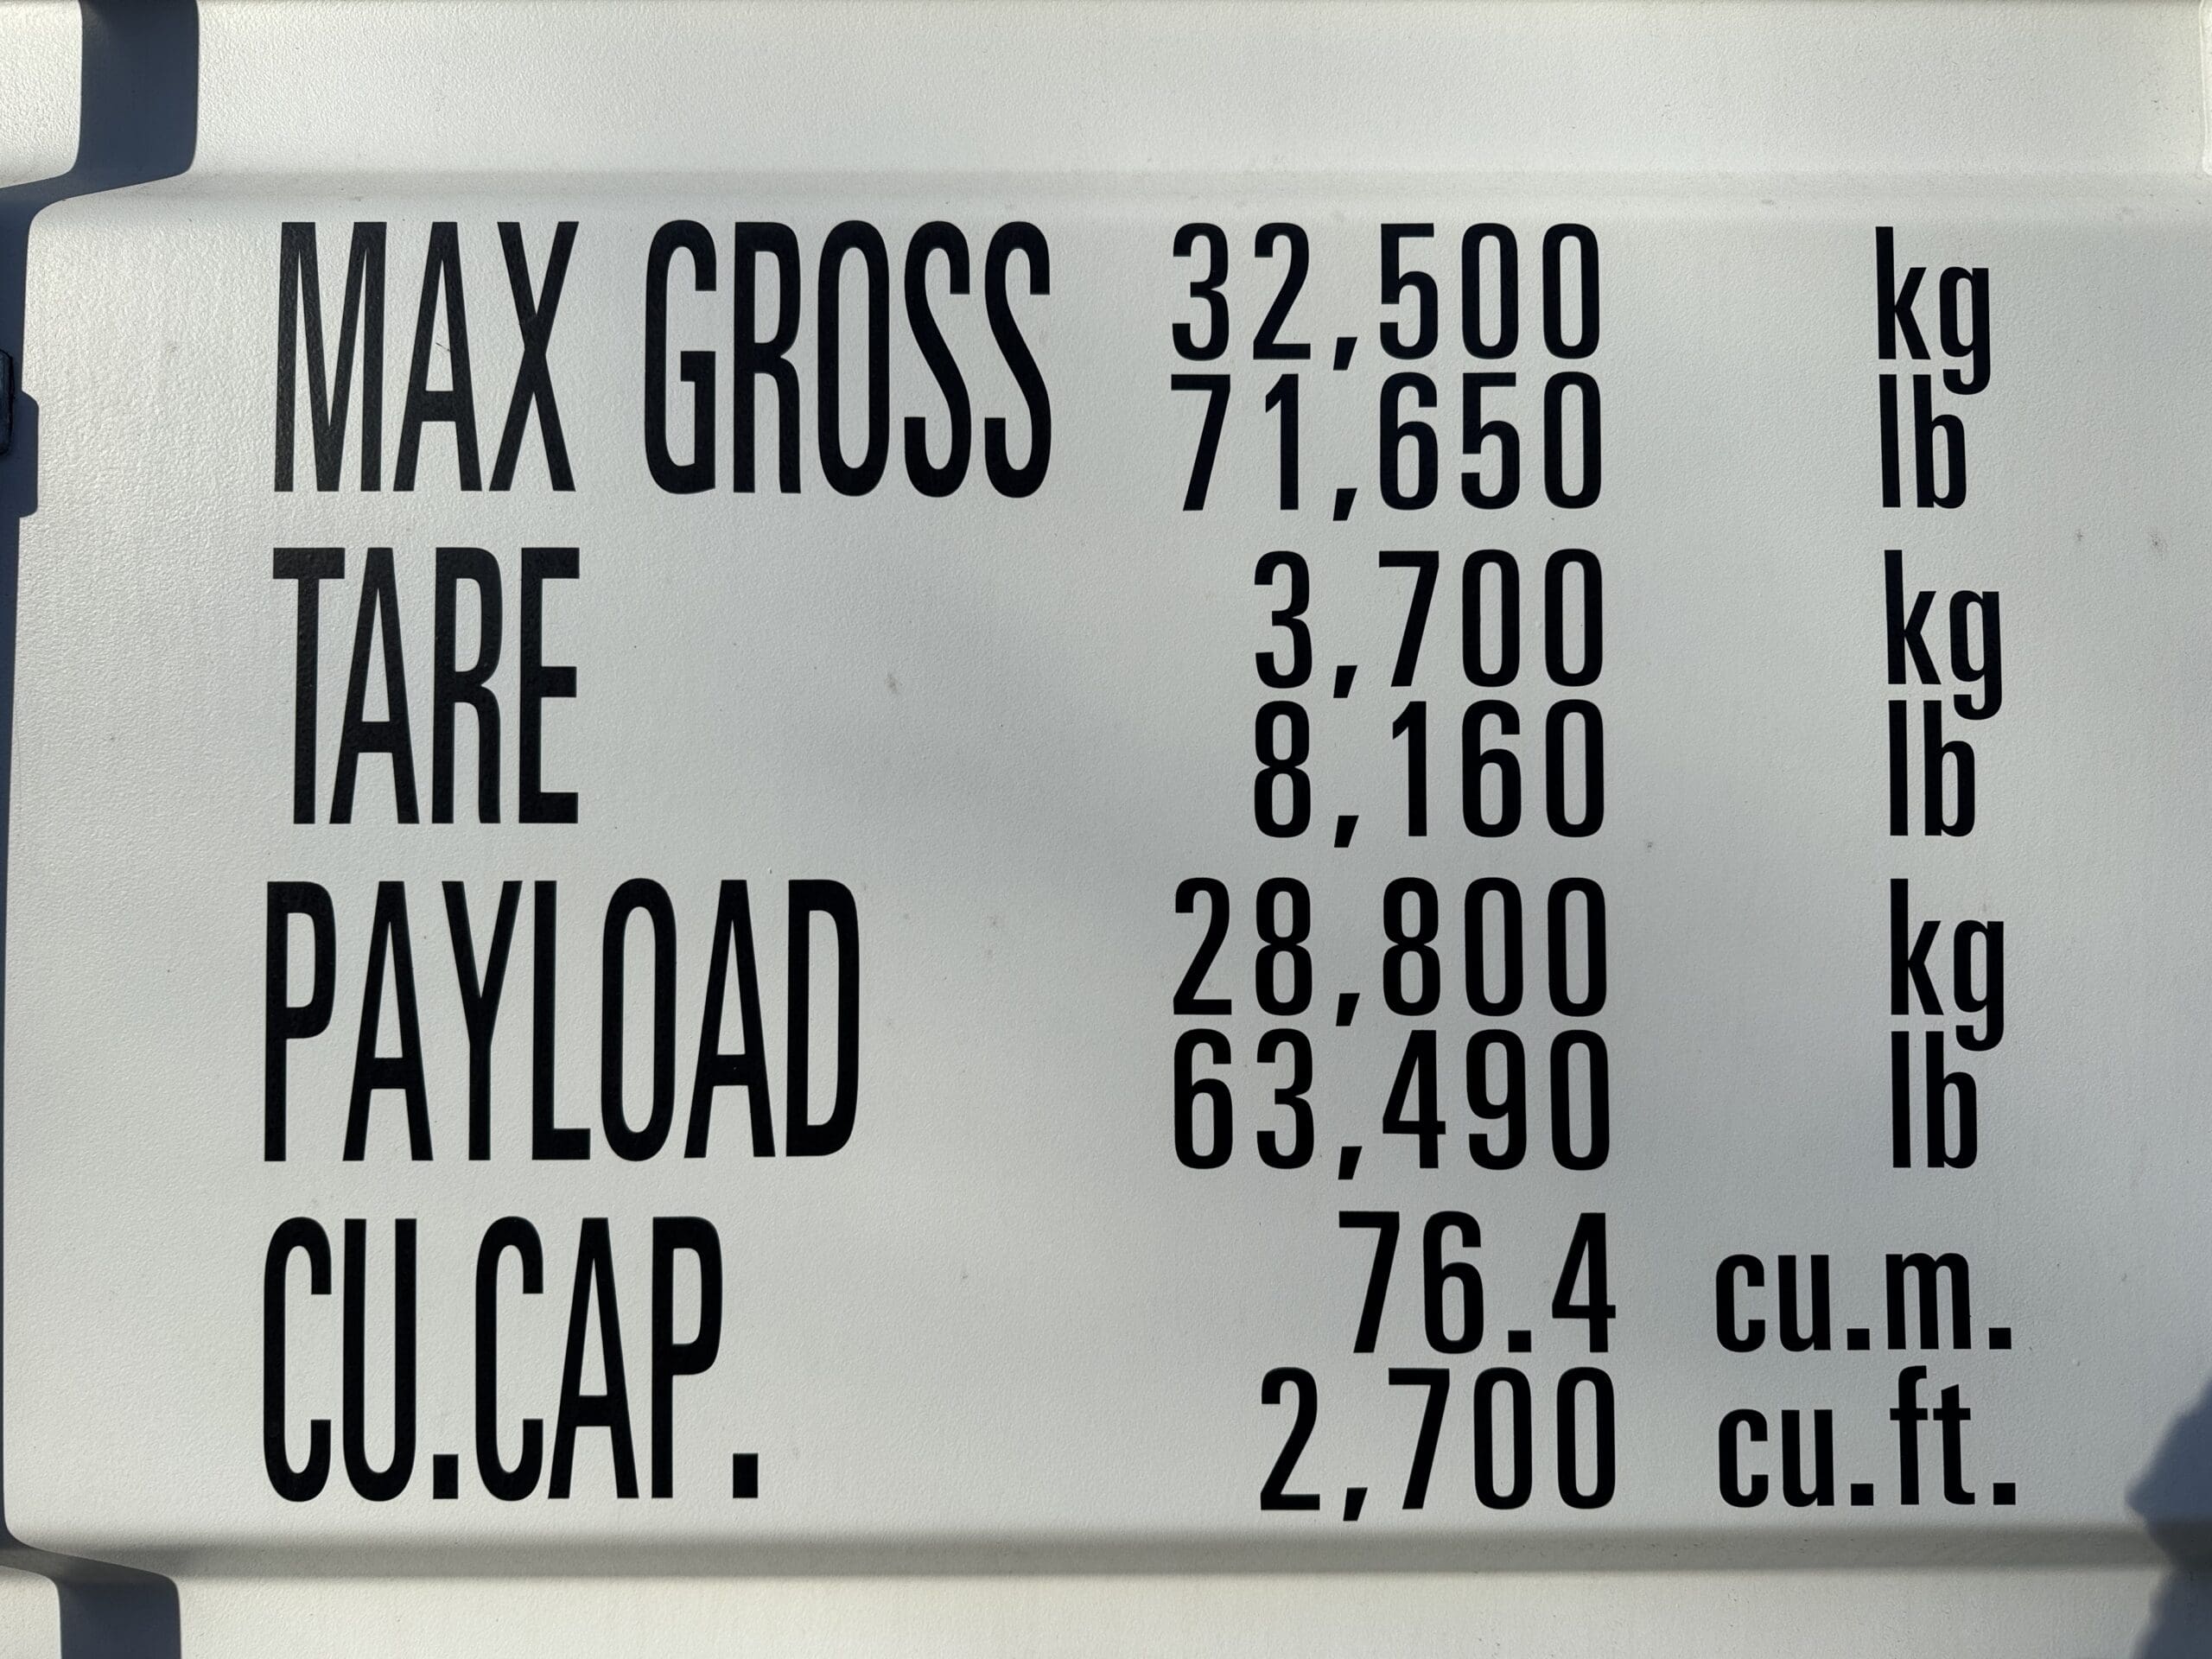 MAX GROSS 32,500 kg
71,650 lb
TARE 3,700 kg
8,160 lb
PAYLOAD 28,800 kg
63,490 lb
CU.CAP. 76.4 cu.m.
2,700 cu.ft.